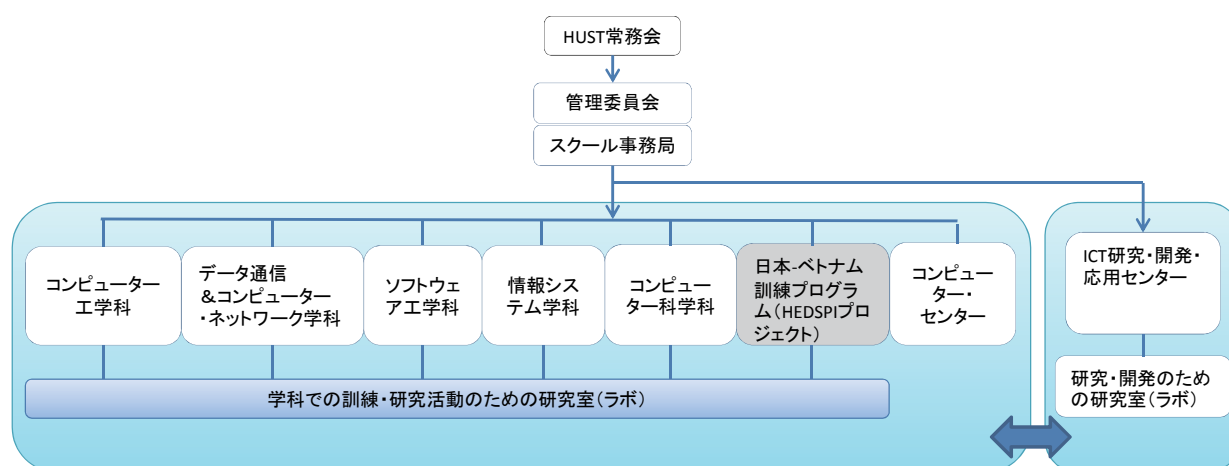 HUST常務会
管理委員会
スクール事務局
コンピューター
工学科
データ通信
＆コンピューター
・ネットワーク学科
ソフトウェ
ア工学科
情報シス
テム学科
コンピュー
ター科学科
日本-ベトナム
訓練プログラ
ム（HEDSPIプロ
ジェクト）
コンピュー
ター・
センター
ICT研究・開発・
応用センター
学科での訓練・研究活動のための研究室（ラボ）
研究・開発のため
の研究室（ラボ）